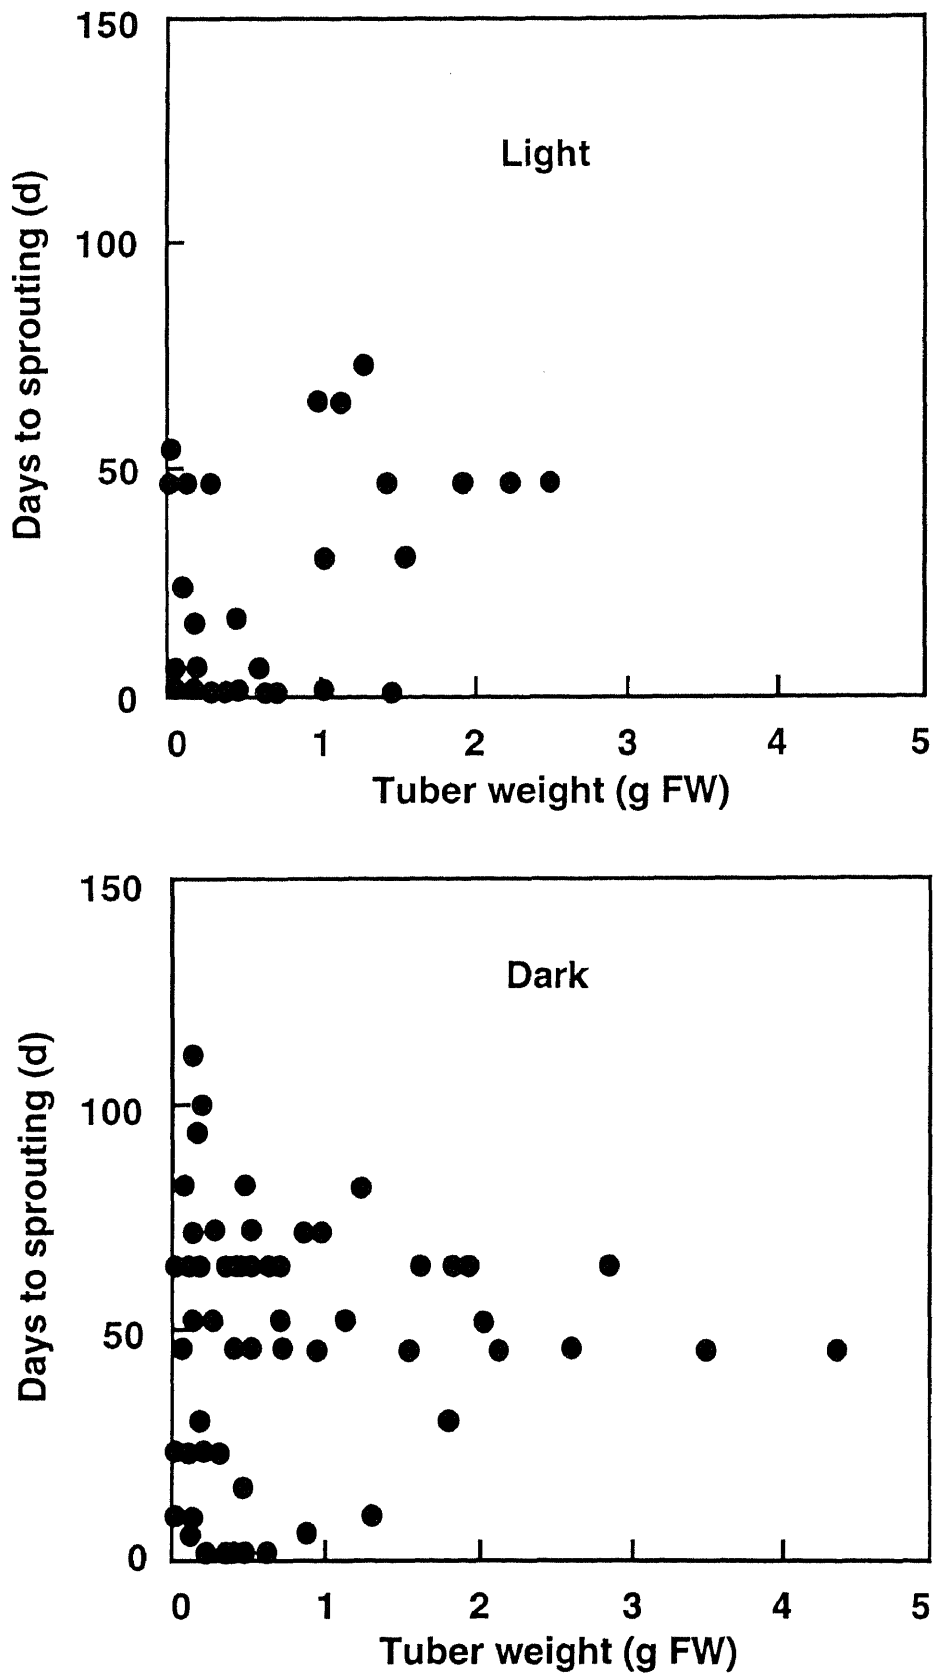 150
Light
100
50
0
Days to sprouting (d)
0 1 2 3 4 5
Tuber weight (g FW)
150
Dark
100
50
0
Days to sprouting (d)
0 1 2 3 4 5
Tuber weight (g FW)